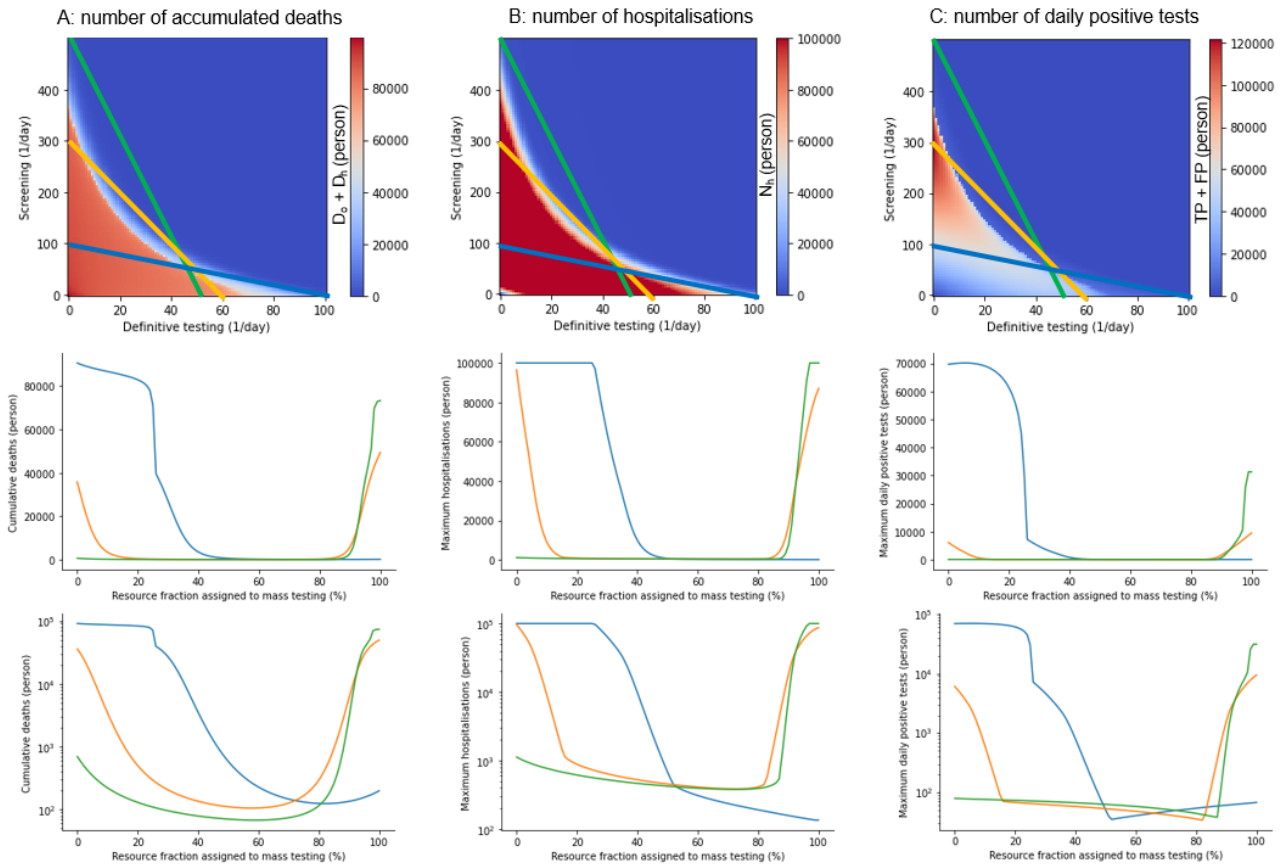 A: number of accumulated deaths
B: number of hospitalisations
C: number of daily positive tests
400
300
200
100
0
Screening (1/day)
0 20 40 60 80 100
Definitive testing (1/day)
80000
60000
40000
20000
0
Do + Dh (person)
400
300
200
100
0
Screening (1/day)
0 20 40 60 80 100
Definitive testing (1/day)
100000
80000
60000
40000
20000
0
Nh (person)
400
300
200
100
0
Screening (1/day)
0 20 40 60 80 100
Definitive testing (1/day)
120000
100000
80000
60000
40000
20000
0
TP + FP (person)
80000
60000
40000
20000
0
Cumulative deaths (person)
0 20 40 60 80 100
Resource fraction assigned to mass testing (%)
100000
80000
60000
40000
20000
0
Maximum hospitalisations (person)
0 20 40 60 80 100
Resource fraction assigned to mass testing (%)
70000
60000
50000
40000
30000
20000
10000
0
Maximum daily positive tests (person)
0 20 40 60 80 100
Resource fraction assigned to mass testing (%)
10⁵
10⁴
10³
10²
Cumulative deaths (person)
0 20 40 60 80 100
Resource fraction assigned to mass testing (%)
10⁵
10⁴
10³
10²
Maximum hospitalisations (person)
0 20 40 60 80 100
Resource fraction assigned to mass testing (%)
10⁵
10⁴
10³
10²
Maximum daily positive tests (person)
0 20 40 60 80 100
Resource fraction assigned to mass testing (%)